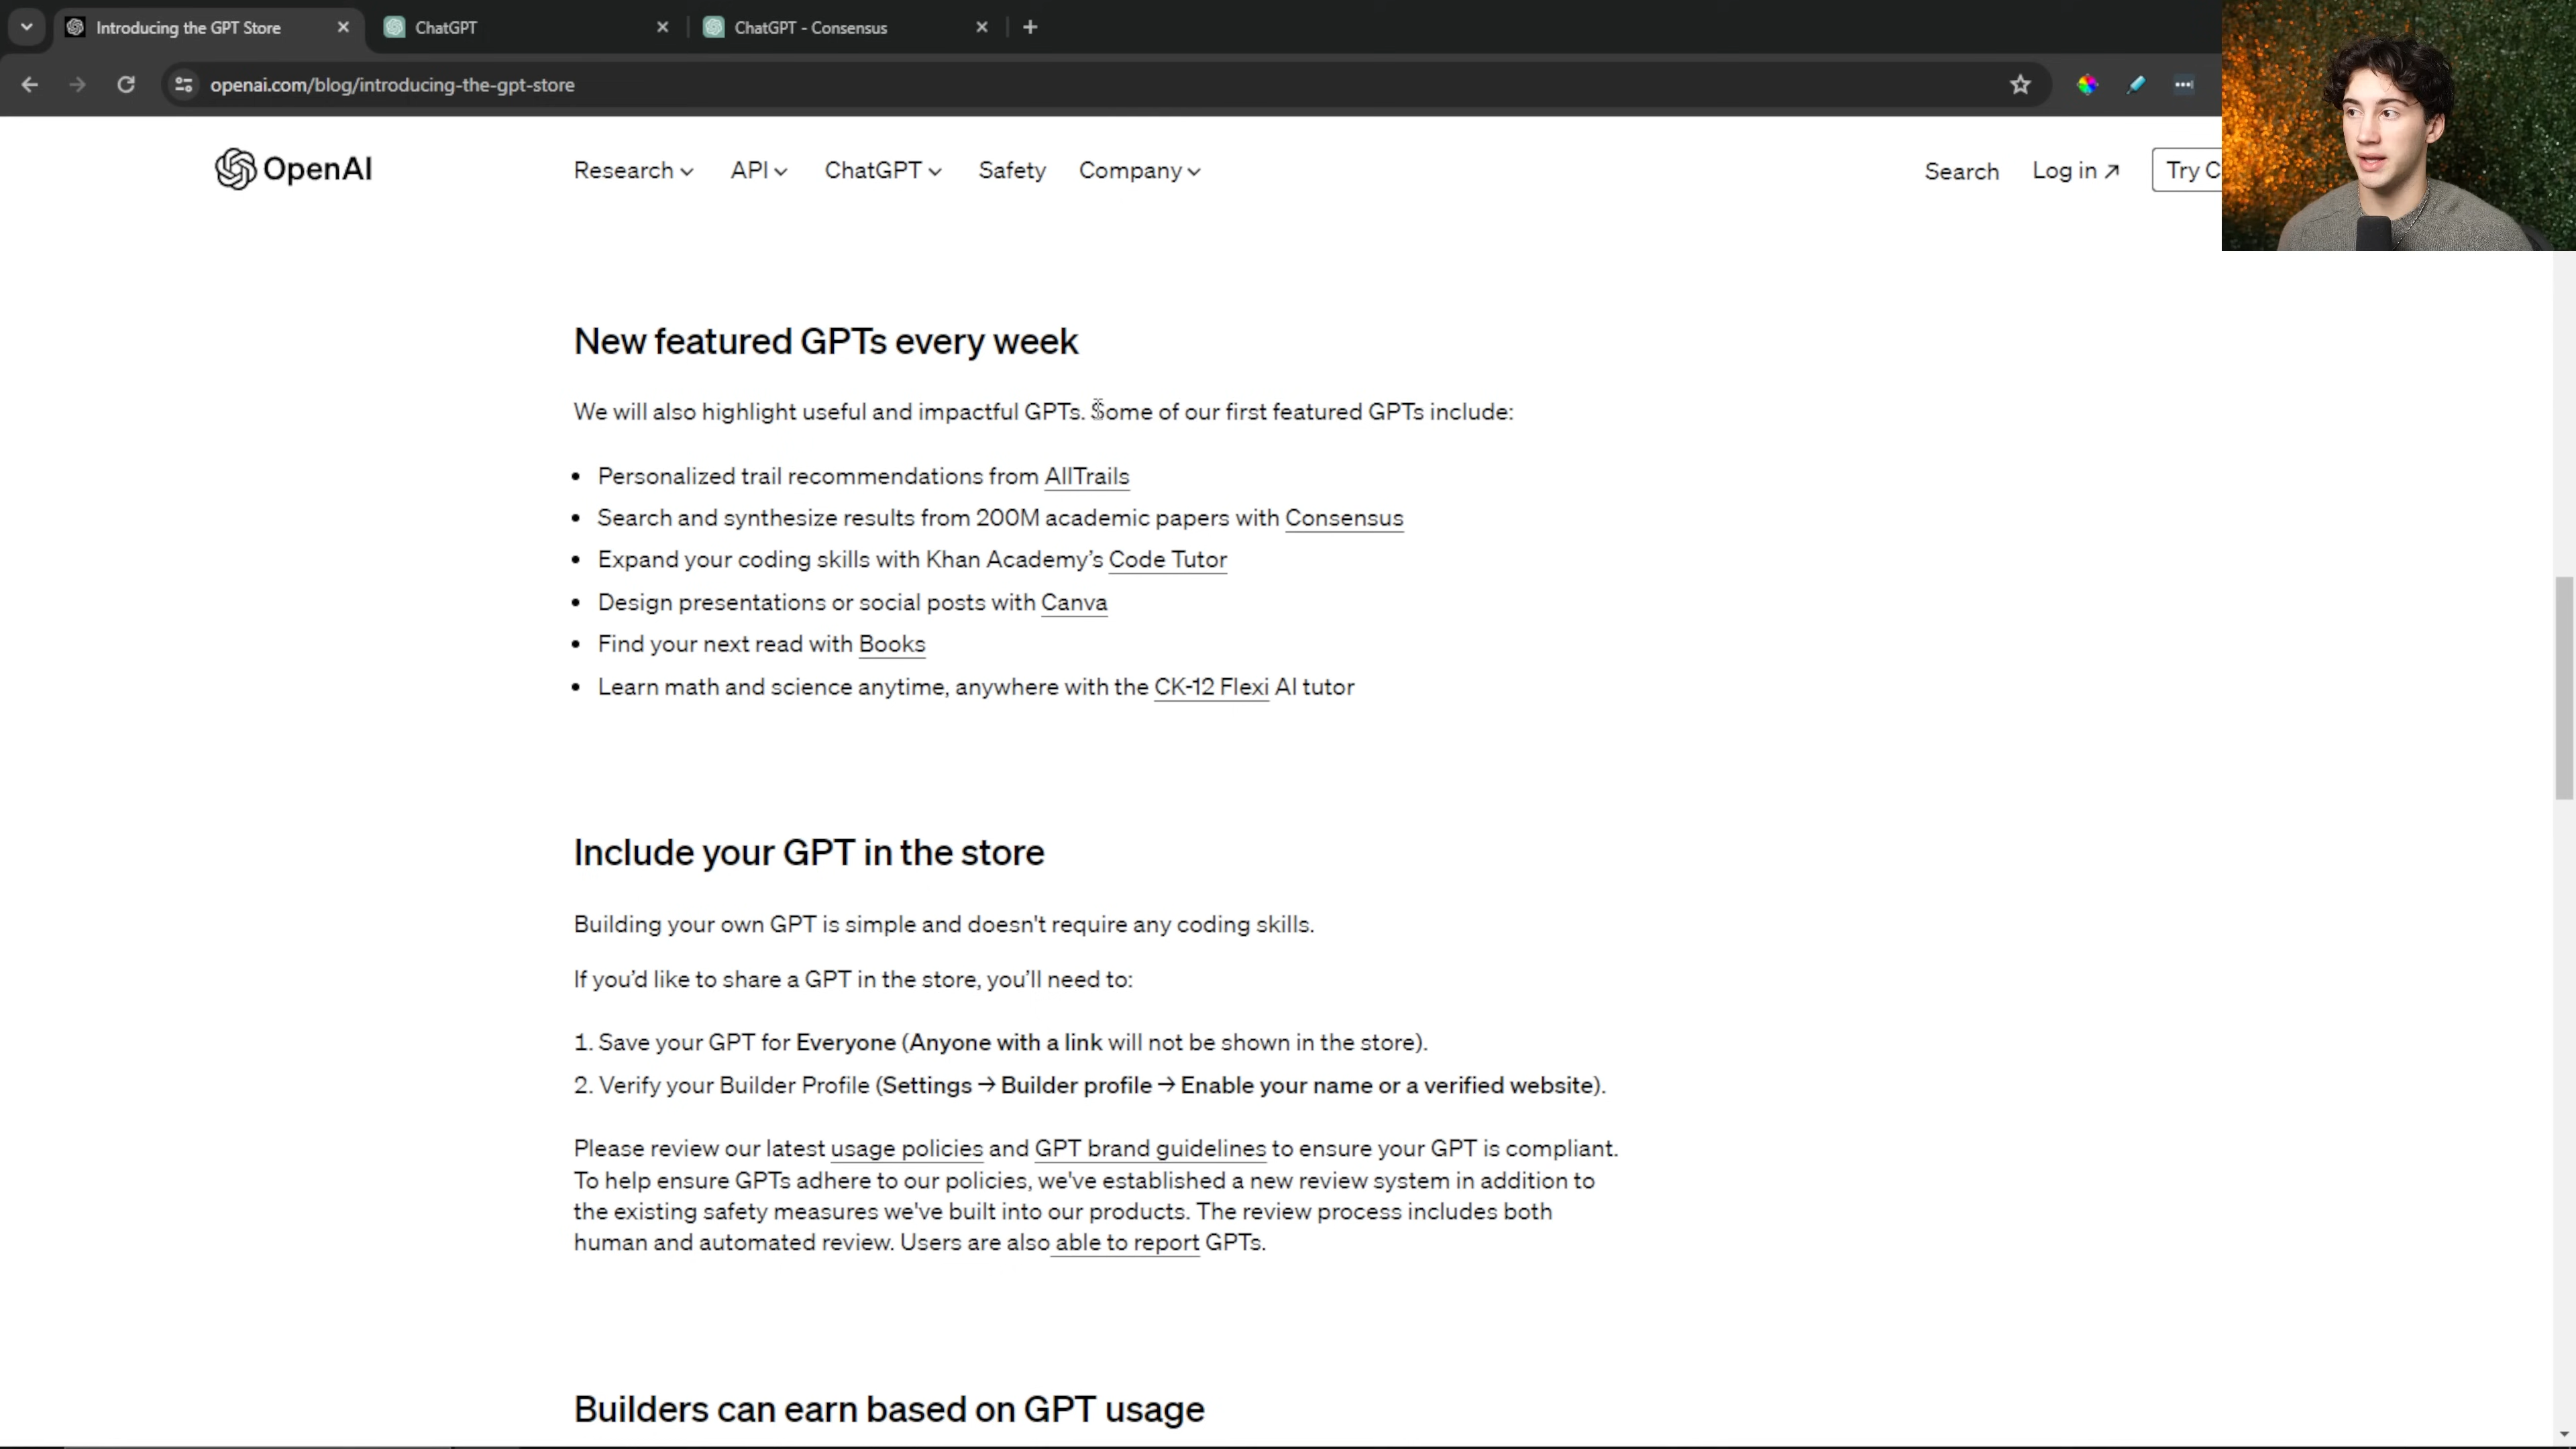 Introducing the GPT Store
ChatGPT
ChatGPT - Consensus
openai.com/blog/introducing-the-gpt-store
OpenAI
Research
API
ChatGPT
Safety
Company
Search
Log in ↗
Try C
New featured GPTs every week
We will also highlight useful and impactful GPTs. Some of our first featured GPTs include:
• Personalized trail recommendations from AllTrails
• Search and synthesize results from 200M academic papers with Consensus
• Expand your coding skills with Khan Academy’s Code Tutor
• Design presentations or social posts with Canva
• Find your next read with Books
• Learn math and science anytime, anywhere with the CK-12 Flexi AI tutor
Include your GPT in the store
Building your own GPT is simple and doesn't require any coding skills.
If you’d like to share a GPT in the store, you’ll need to:
1. Save your GPT for Everyone (Anyone with a link will not be shown in the store).
2. Verify your Builder Profile (Settings → Builder profile → Enable your name or a verified website).
Please review our latest usage policies and GPT brand guidelines to ensure your GPT is compliant.
To help ensure GPTs adhere to our policies, we've established a new review system in addition to
the existing safety measures we've built into our products. The review process includes both
human and automated review. Users are also able to report GPTs.
Builders can earn based on GPT usage